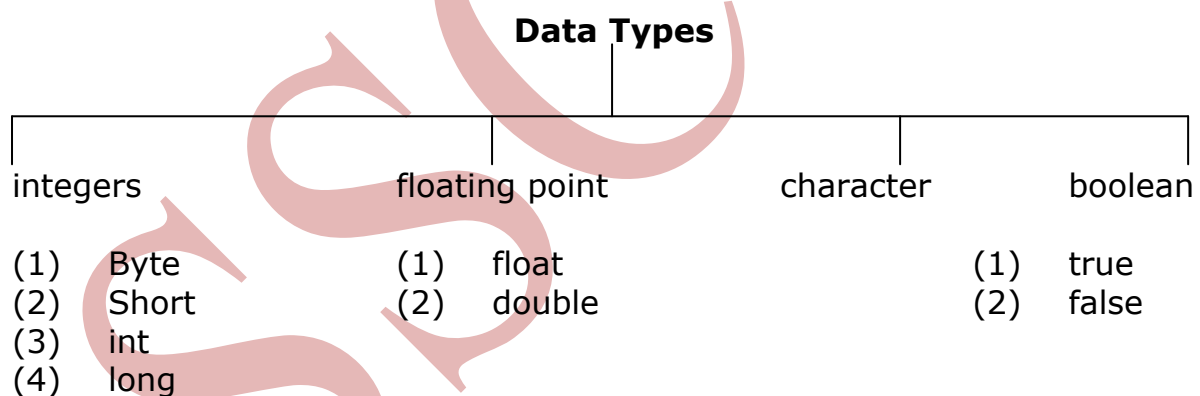 Data Types
integers floating point character boolean
(1) Byte (1) float (1) true
(2) Short (2) double (2) false
(3) int
(4) long